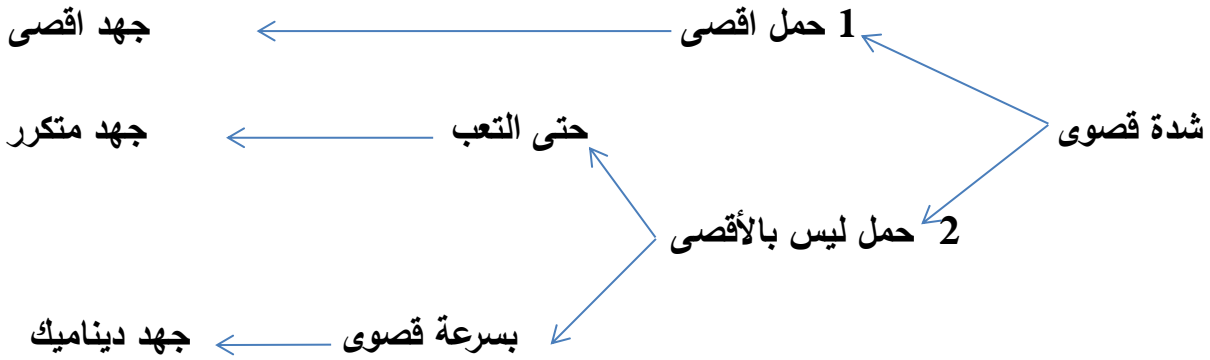 1 حمل اقصى جهد اقصى
شدة قصوى حتى التعب جهد متكرر
2 حمل ليس بالأقصى
بسرعة قصوى جهد ديناميك